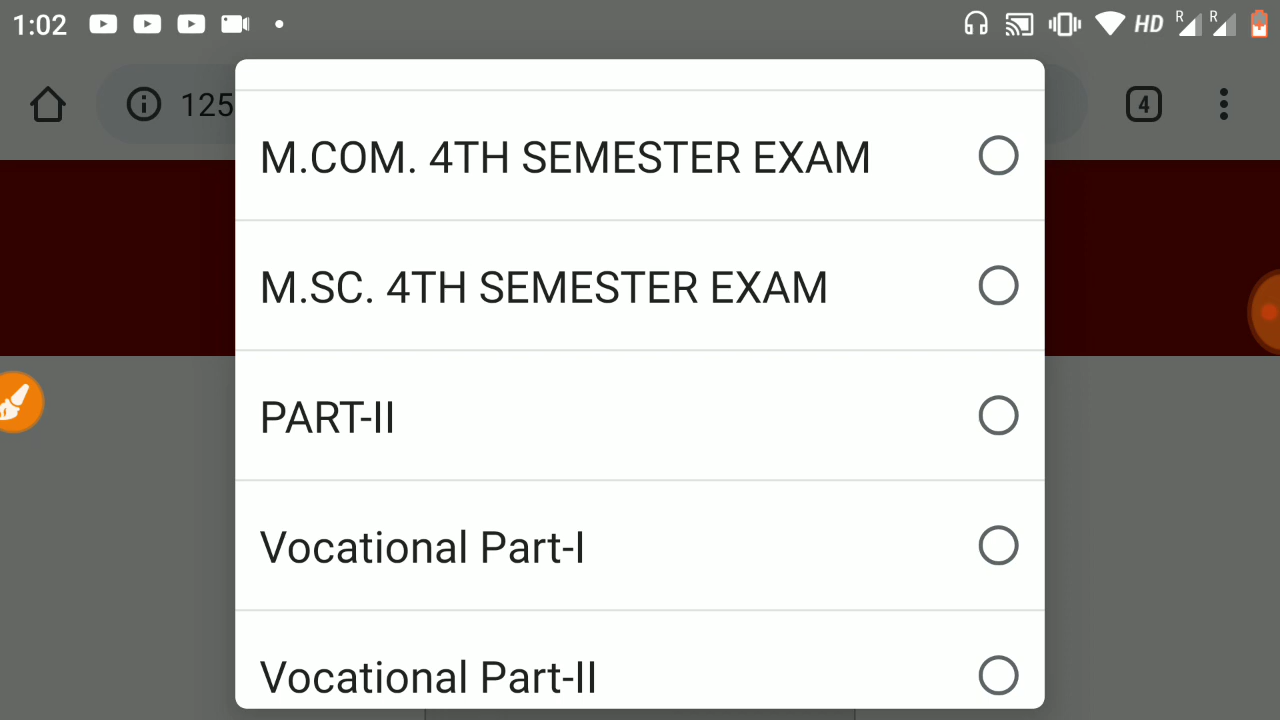 1:02
HD R R
125
4
M.COM. 4TH SEMESTER EXAM
M.SC. 4TH SEMESTER EXAM
PART-II
Vocational Part-I
Vocational Part-II